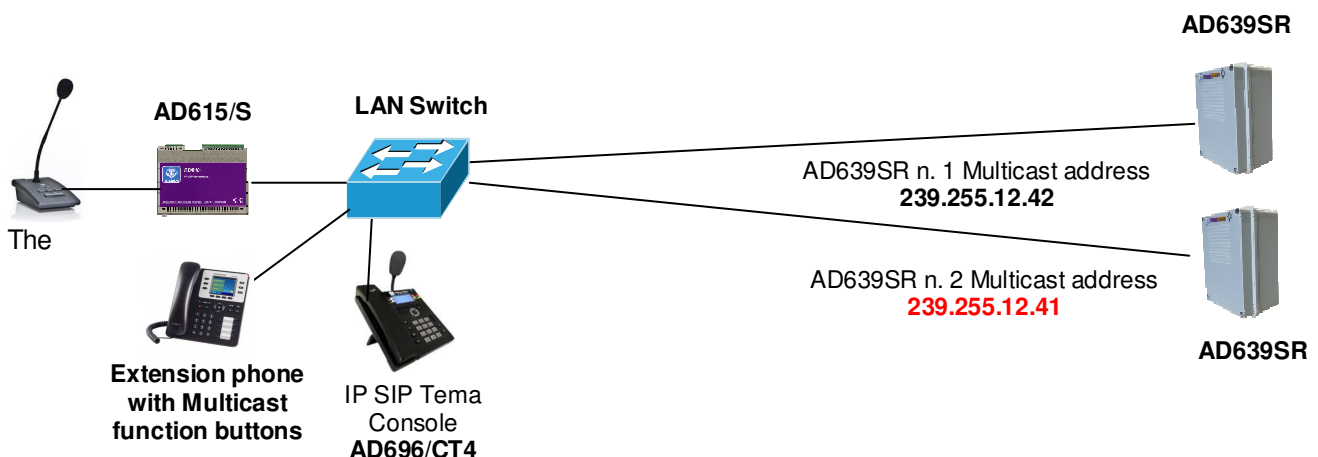 AD639SR
AD615/S
LAN Switch
AD639SR n. 1 Multicast address
239.255.12.42
The
AD639SR n. 2 Multicast address
239.255.12.41
AD639SR
Extension phone
with Multicast
function buttons
IP SIP Tema
Console
AD696/CT4